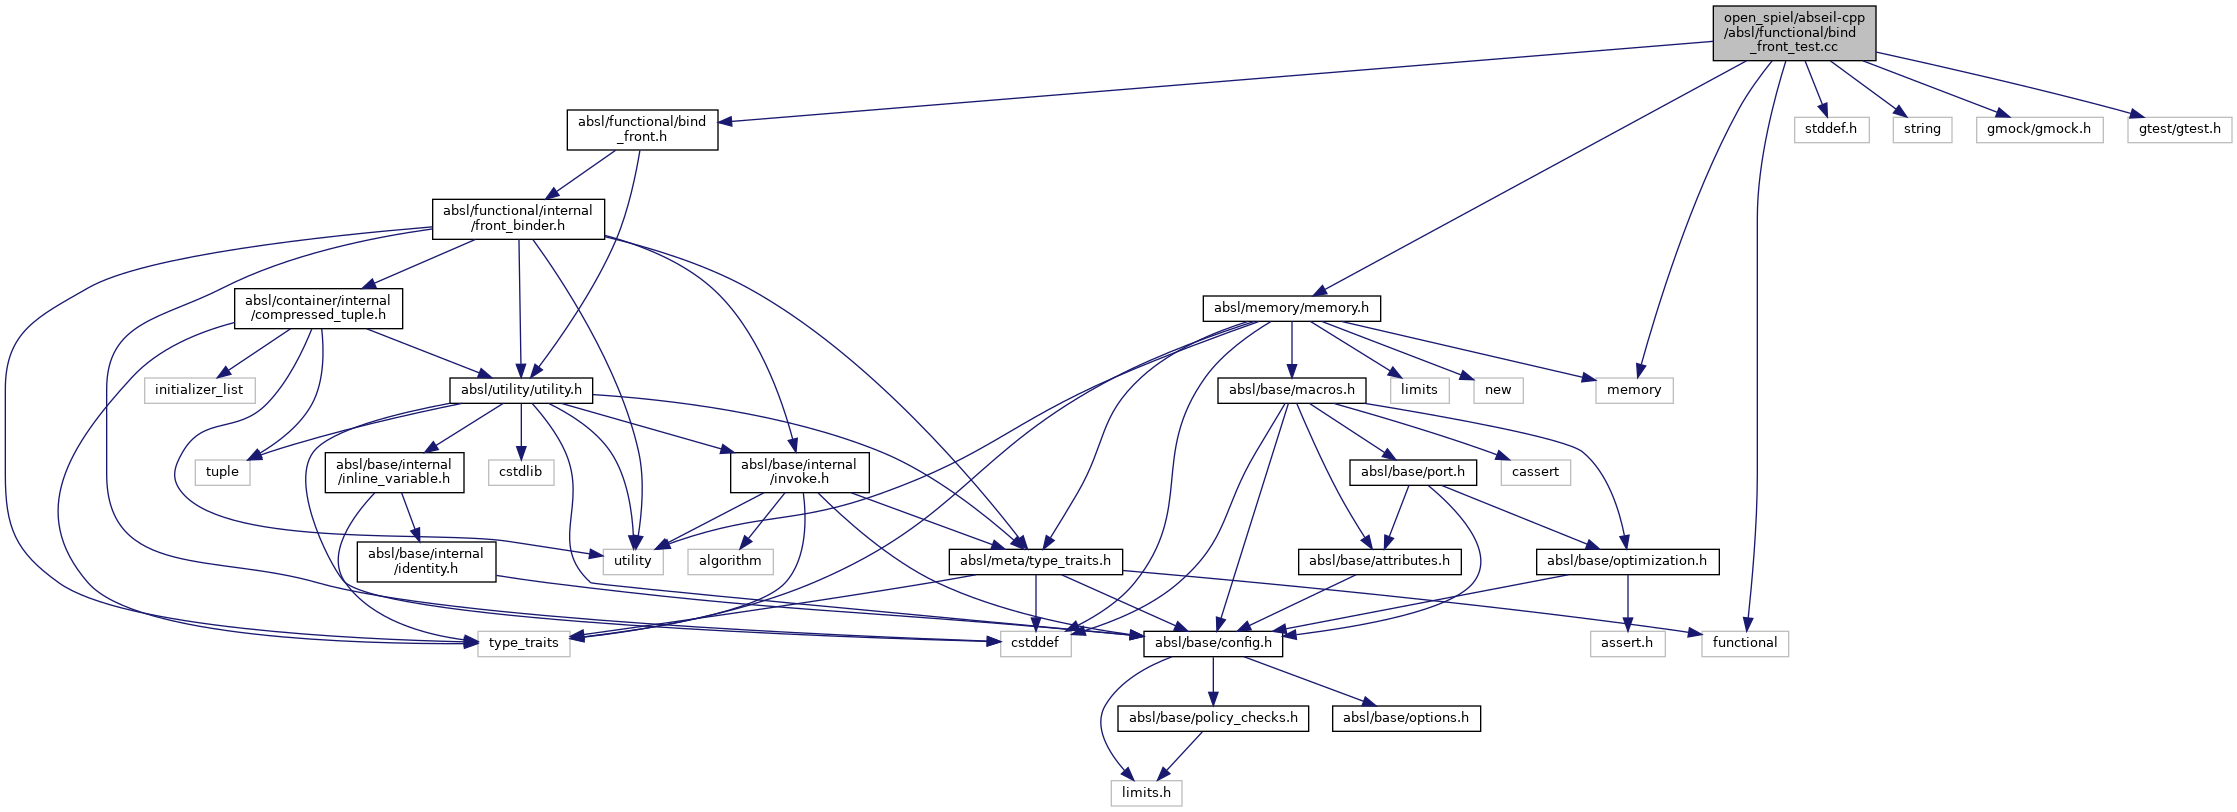 open_spiel/abseil-cpp
/absl/functional/bind
_front_test.cc
absl/functional/bind
_front.h
stddef.h
string
gmock/gmock.h
gtest/gtest.h
absl/functional/internal
/front_binder.h
absl/container/internal
/compressed_tuple.h
absl/memory/memory.h
initializer_list
absl/utility/utility.h
absl/base/macros.h
limits
new
memory
tuple
absl/base/internal
/inline_variable.h
cstdlib
absl/base/internal
/invoke.h
absl/base/port.h
cassert
absl/base/internal
/identity.h
utility
algorithm
absl/meta/type_traits.h
absl/base/attributes.h
absl/base/optimization.h
type_traits
cstddef
absl/base/config.h
assert.h
functional
absl/base/policy_checks.h
absl/base/options.h
limits.h